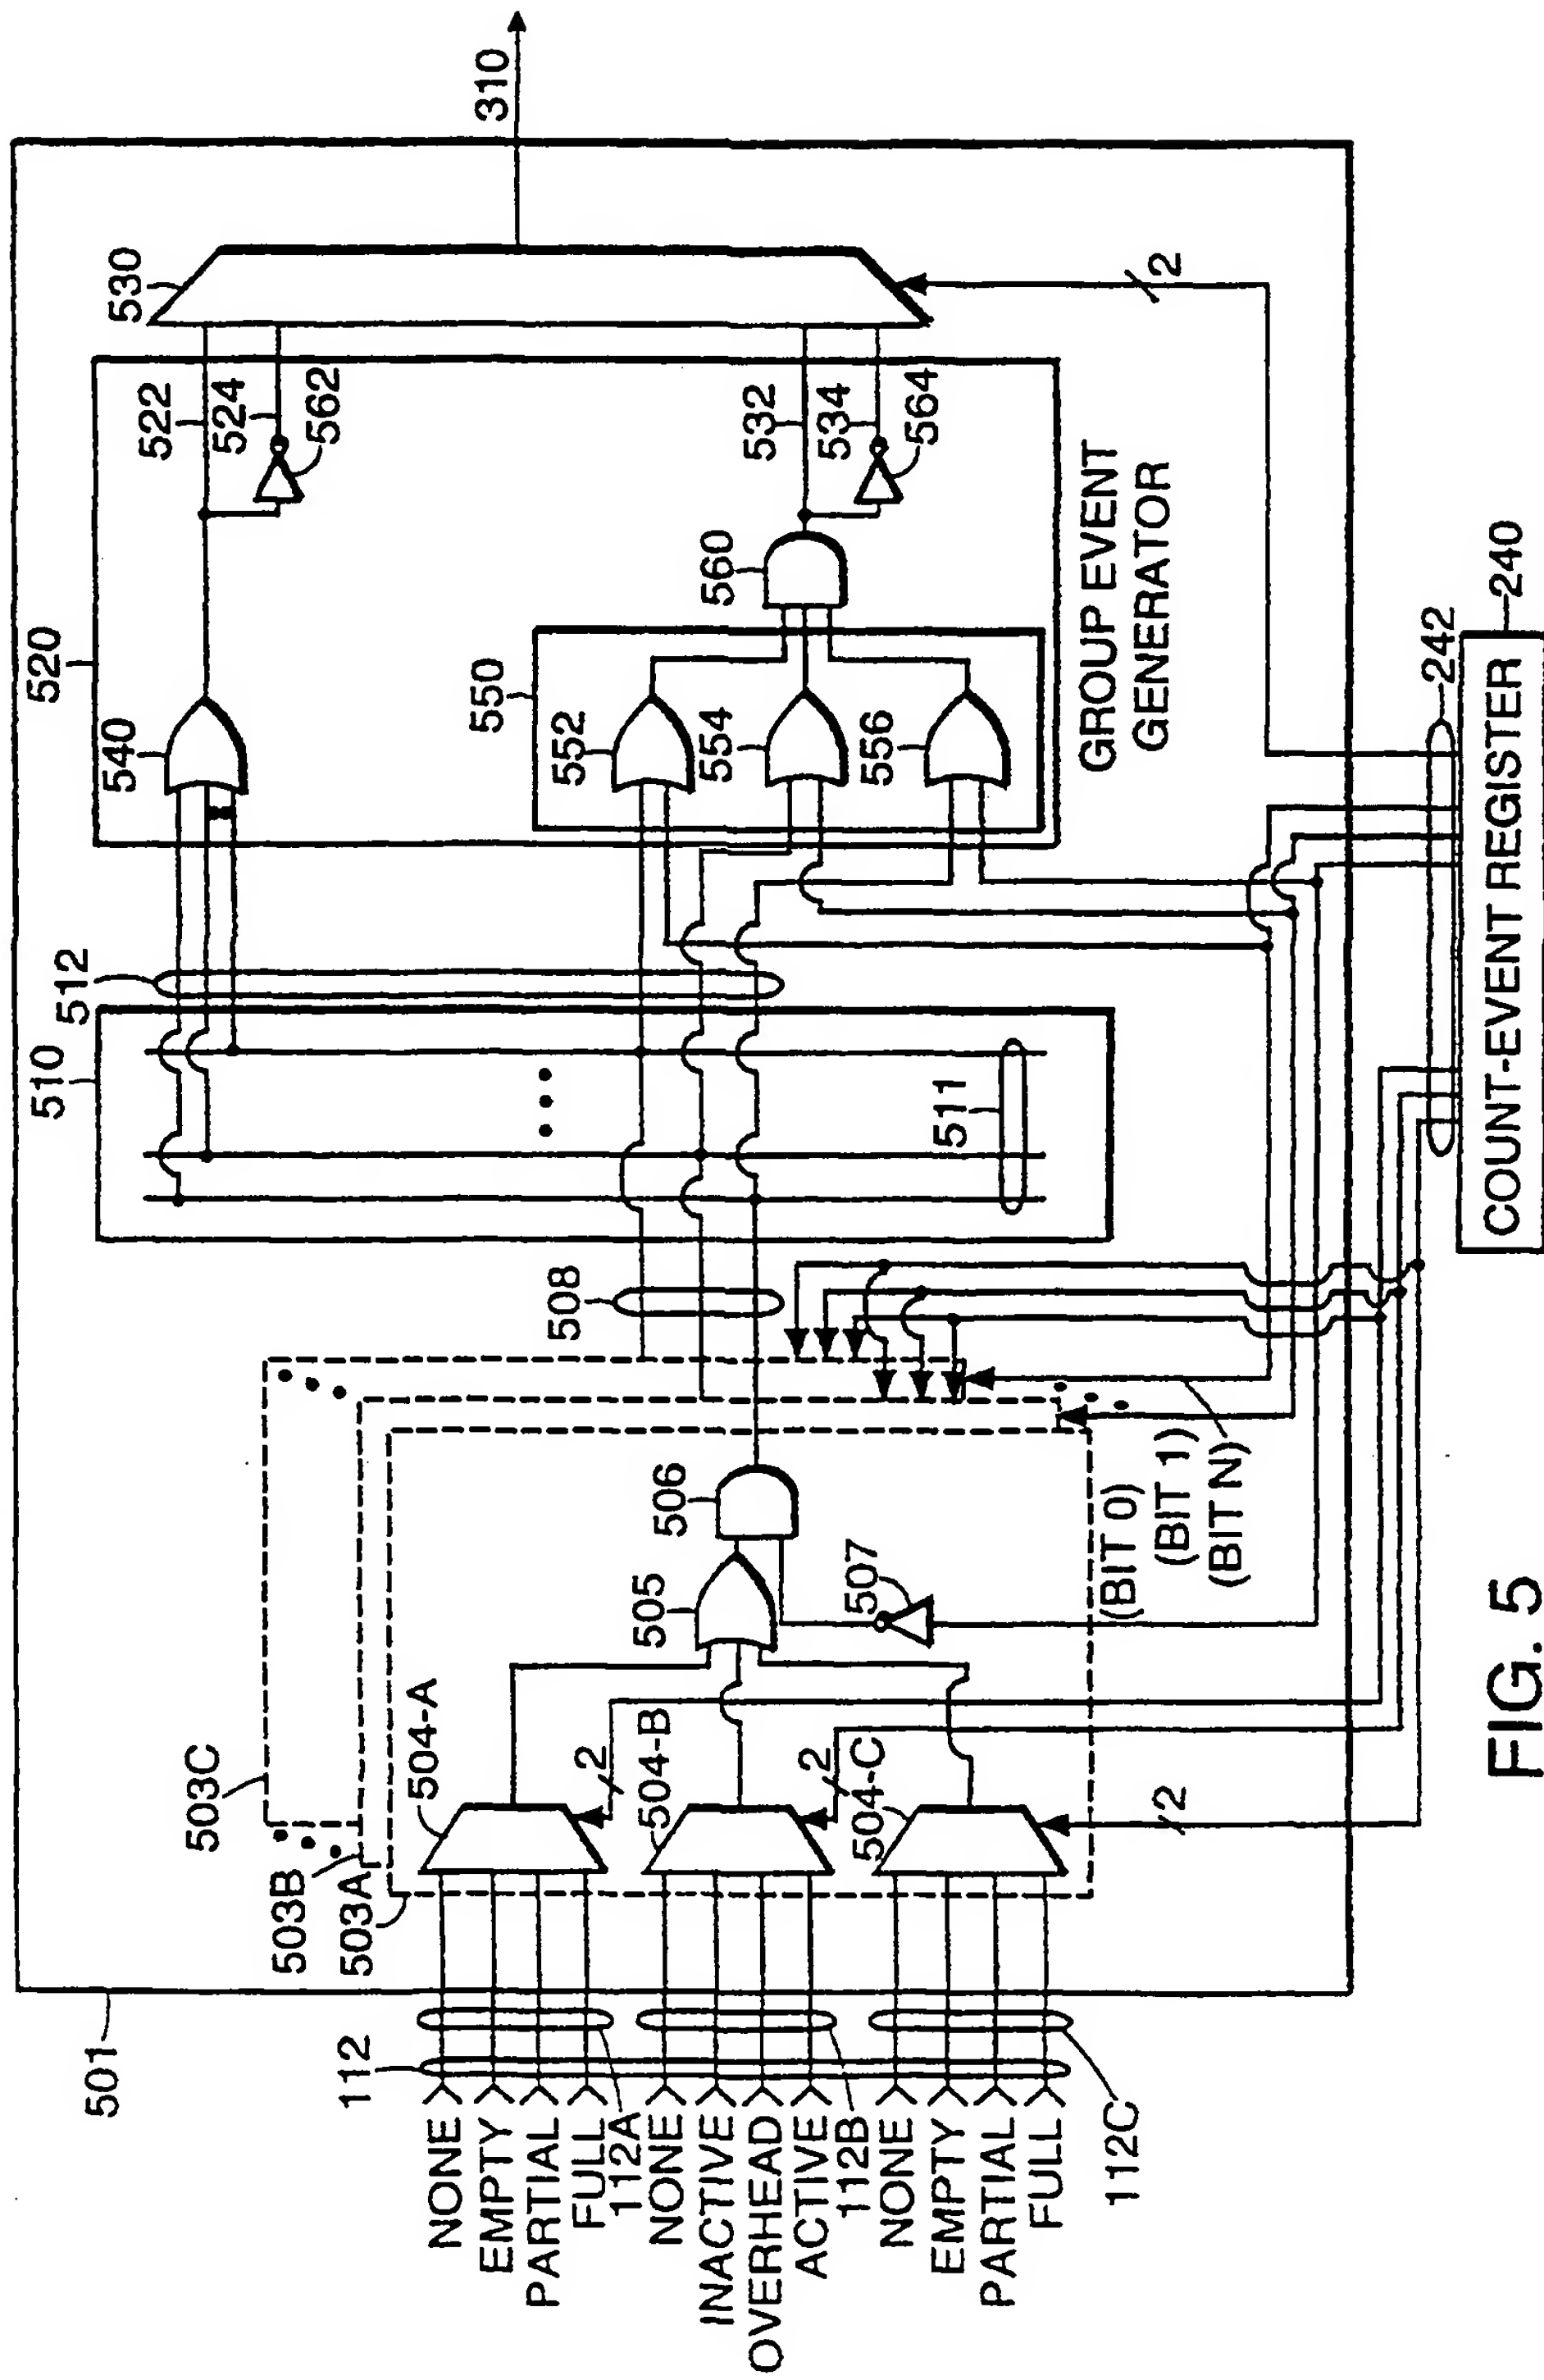 501
112
NONE
EMPTY
PARTIAL
FULL
112A
NONE
INACTIVE
OVERHEAD
ACTIVE
112B
NONE
EMPTY
PARTIAL
FULL
112C
503C
503B
503A
504-A
2
504-B
2
504-C
2
505
506
507
(BIT 0)
(BIT 1)
(BIT N)
508
510
511
512
520
540
550
552
554
556
560
522
524
562
532
534
564
GROUP EVENT
GENERATOR
530
310
2
242
240
COUNT-EVENT REGISTER
FIG. 5